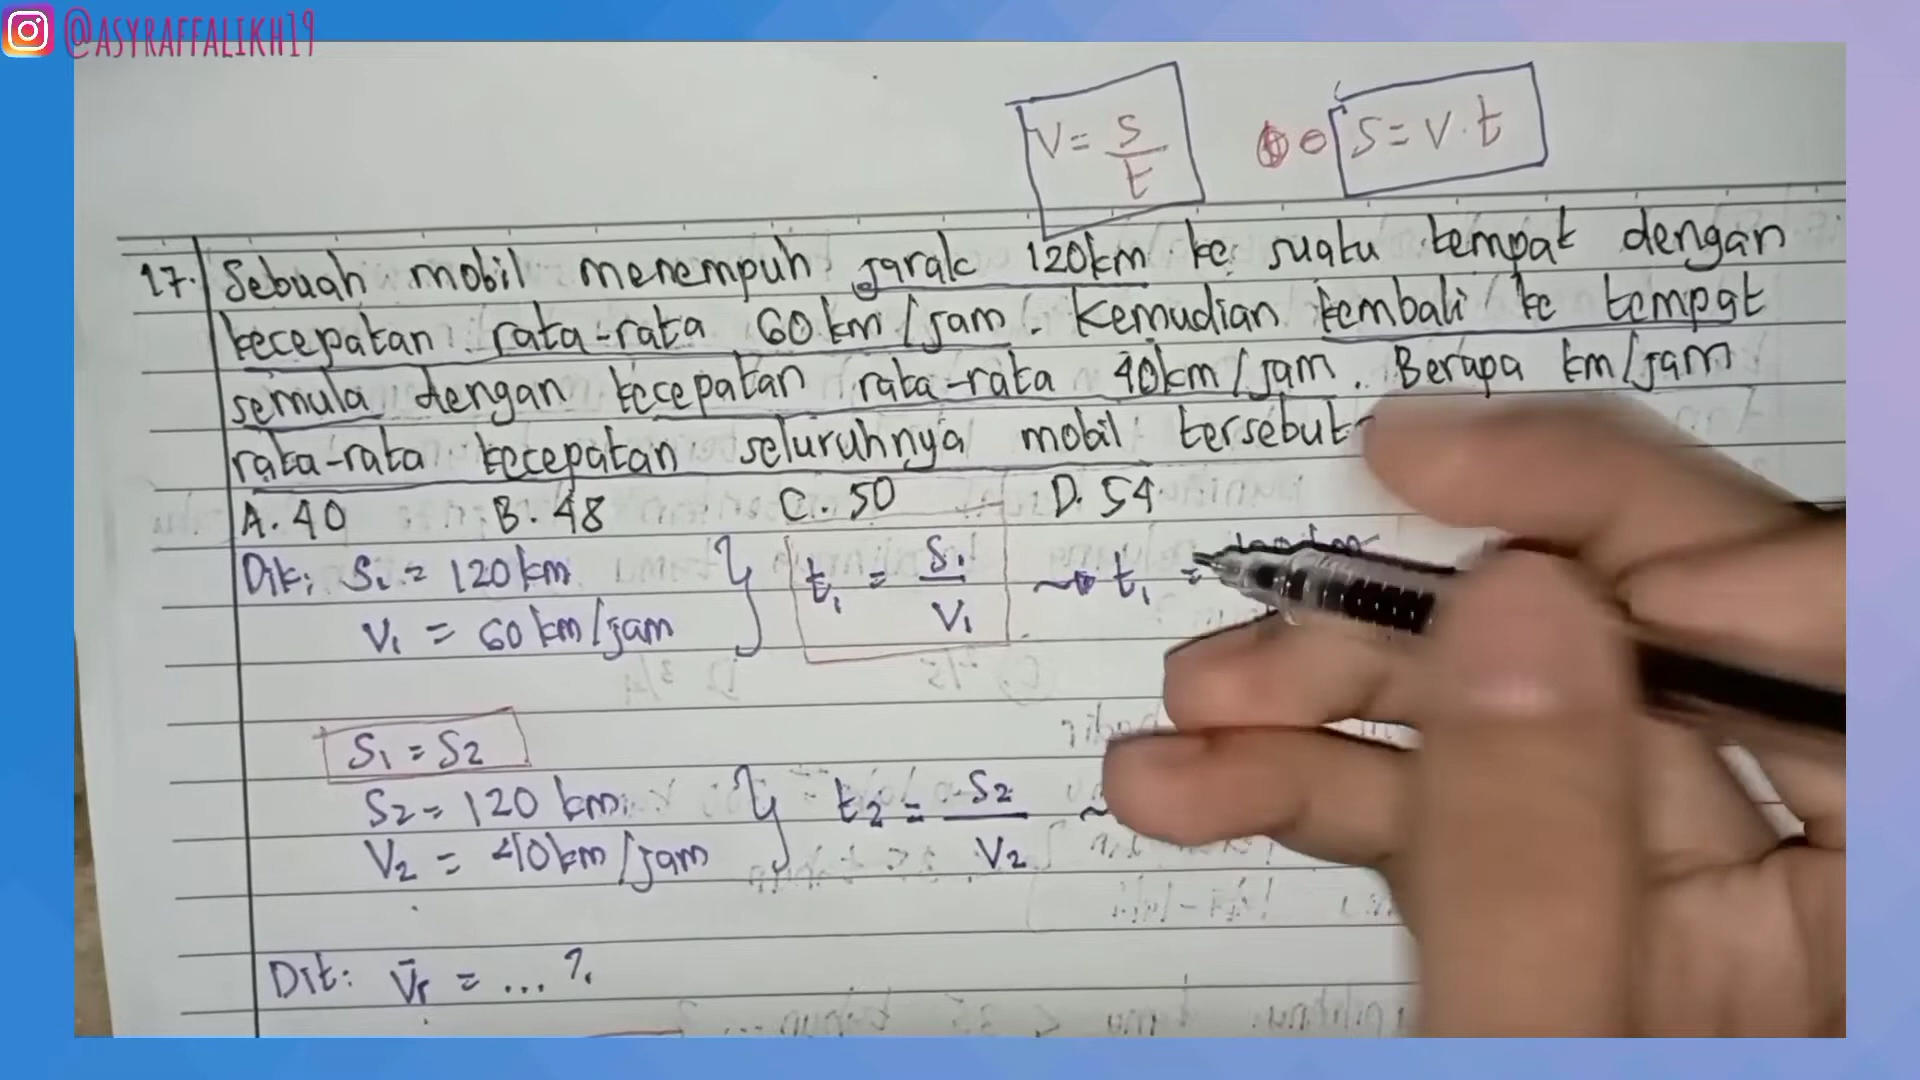 @ASYRAFFALIKH19
V = s/t
S = V . t
17. Sebuah mobil menempuh jarak 120km ke suatu tempat dengan
kecepatan rata-rata 60 km/jam. Kemudian kembali ke tempat
semula dengan kecepatan rata-rata 40km/jam. Berapa km/jam
rata-rata kecepatan seluruhnya mobil tersebut
A. 40 B. 48 C. 50 D. 54
Dik: S1 = 120 km } t1 = S1/V1 → t1 =
V1 = 60 km/jam
S1 = S2
S2 = 120 km } t2 = S2/V2
V2 = 40 km/jam
Dit: V̄r = ... ?